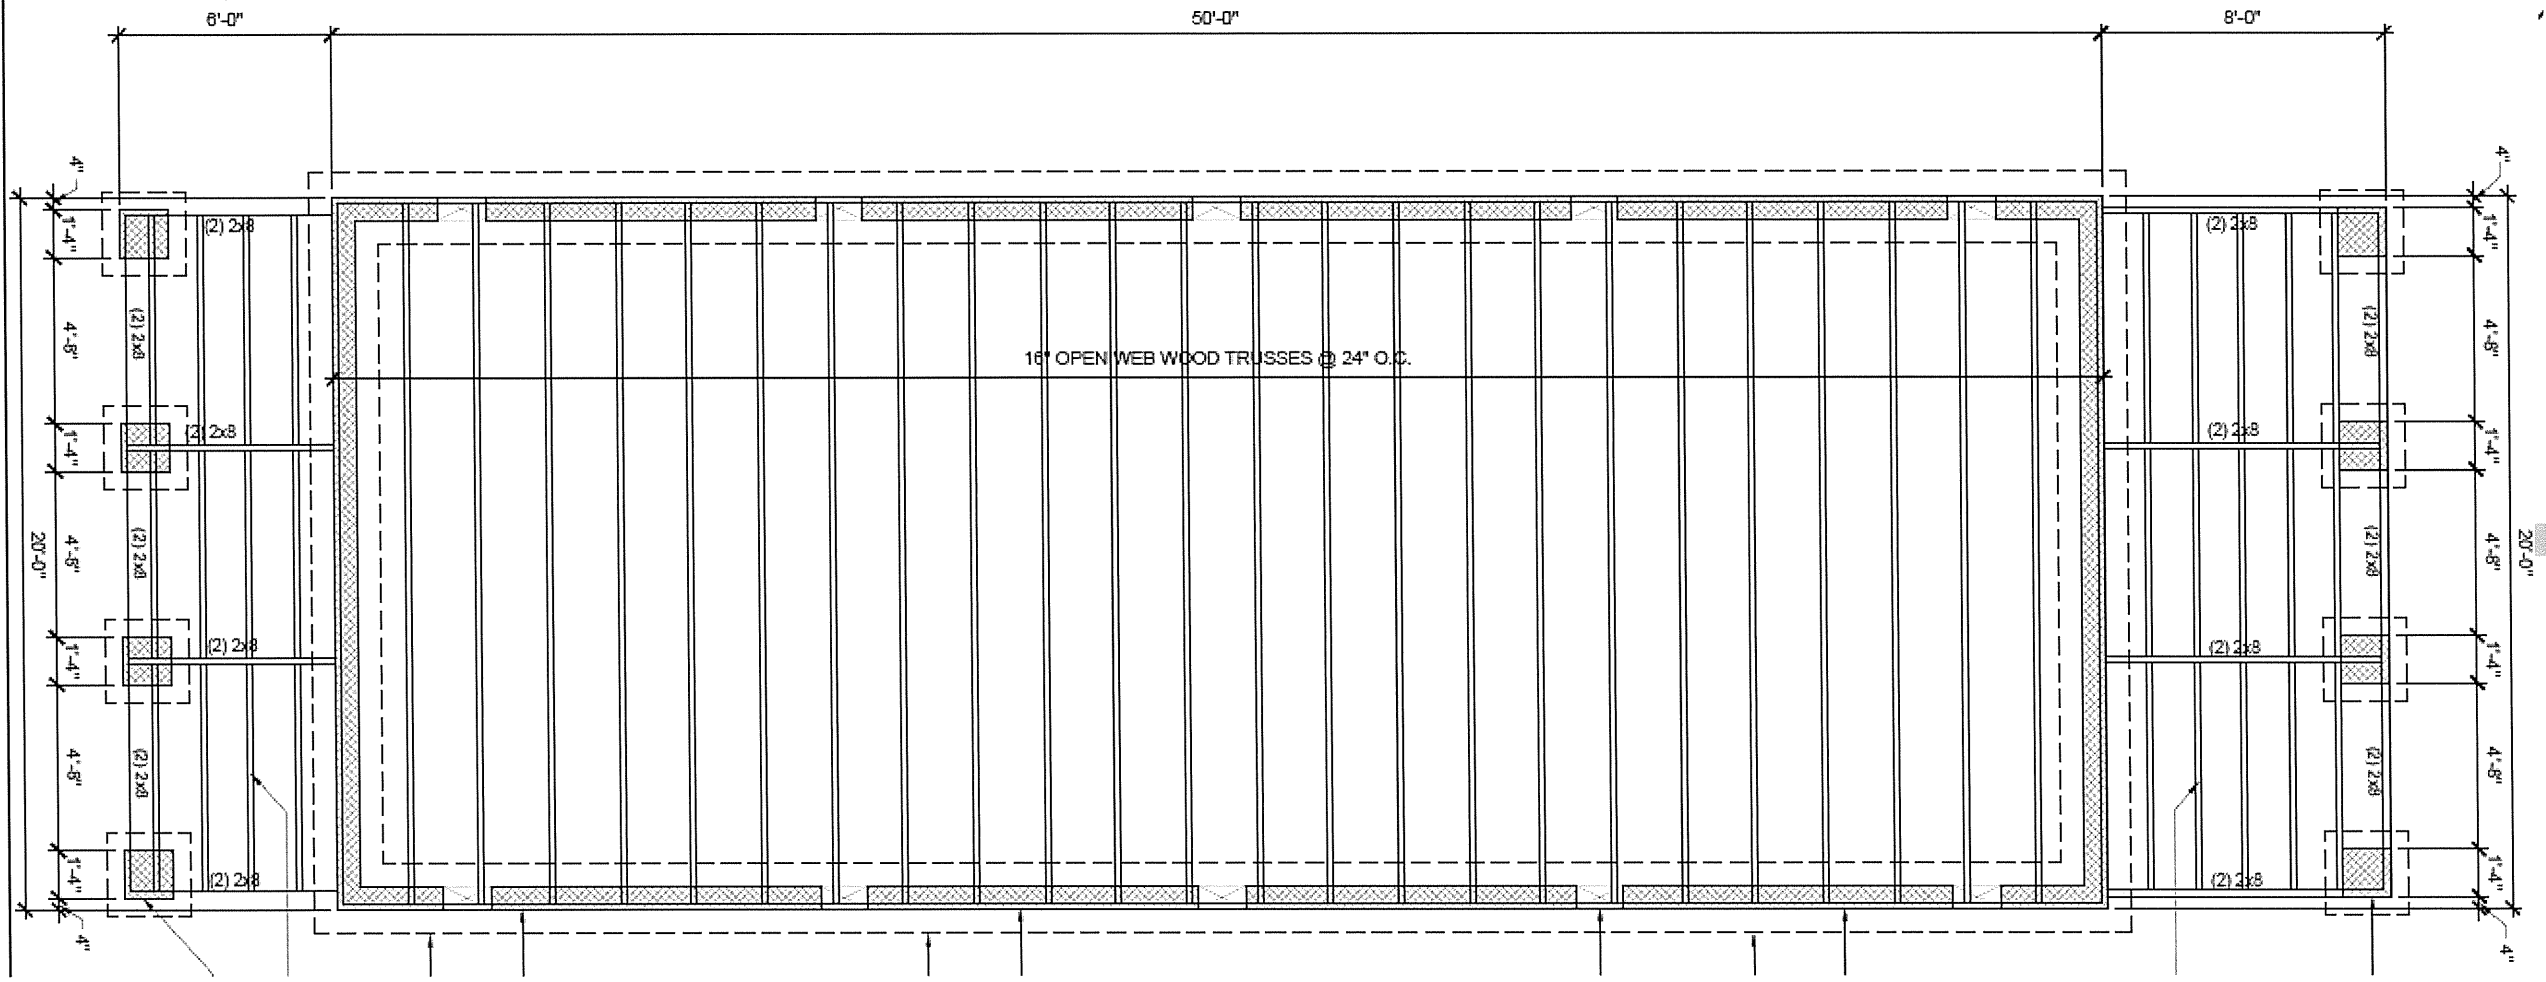 6'-0"
50'-0"
8'-0"
4"
4"
1'-4"
(2) 2x8
(2) 2x8
1'-4"
4'-8"
(2) 2x8
(2) 2x8
4'-8"
16" OPEN WEB WOOD TRUSSES @ 24" O.C.
1'-4"
(2) 2x8
(2) 2x8
1'-4"
20'-0"
4'-8"
(2) 2x8
(2) 2x8
4'-8"
20'-0"
1'-4"
(2) 2x8
(2) 2x8
1'-4"
4'-8"
(2) 2x8
(2) 2x8
4'-8"
1'-4"
(2) 2x8
(2) 2x8
1'-4"
4"
4"